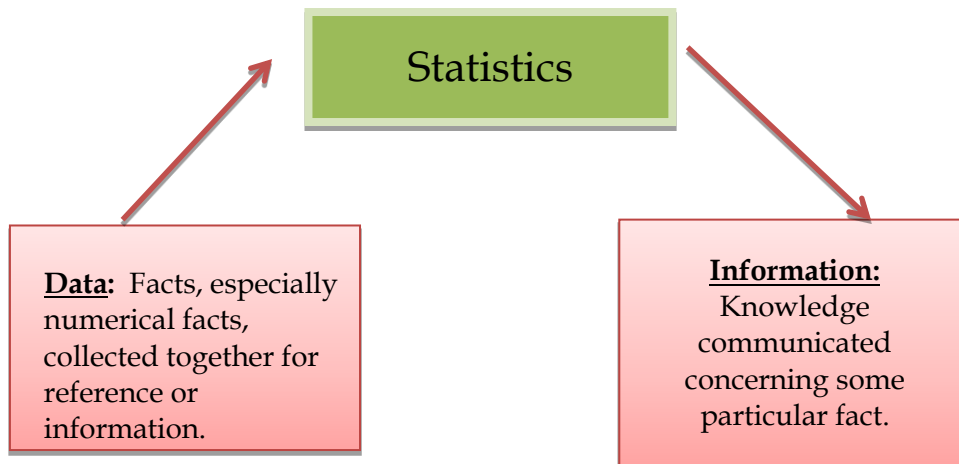 Statistics
Data:  Facts, especially
numerical facts,
collected together for
reference or
information.
Information:
Knowledge
communicated
concerning some
particular fact.